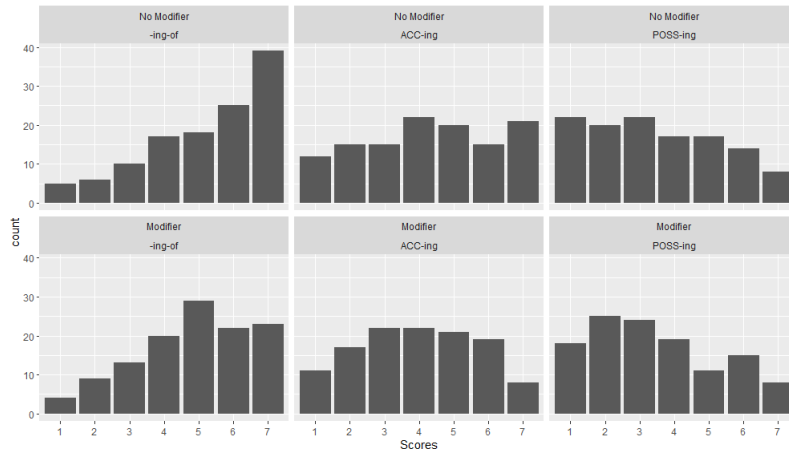 No Modifier
No Modifier
No Modifier
-ing-of
ACC-ing
POSS-ing
40
30
20
10
0
Modifier
Modifier
Modifier
-ing-of
ACC-ing
POSS-ing
40
30
20
10
0
count
1 2 3 4 5 6 7
1 2 3 4 5 6 7
1 2 3 4 5 6 7
Scores